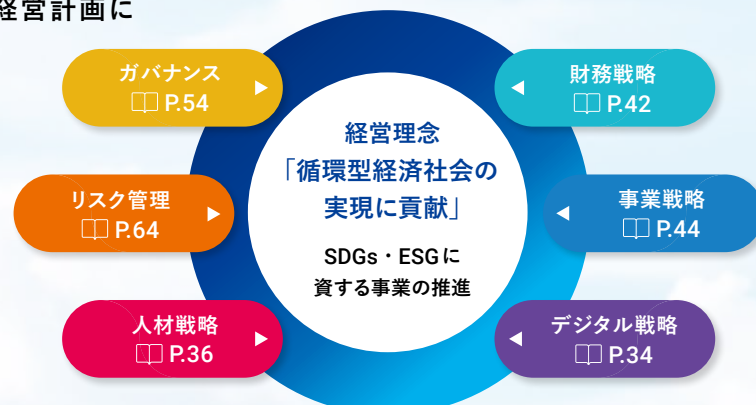 経営計画に
ガバナンス
P.54
財務戦略
P.42
経営理念
「循環型経済社会の
実現に貢献」
SDGs・ESGに
資する事業の推進
リスク管理
P.64
事業戦略
P.44
人材戦略
P.36
デジタル戦略
P.34